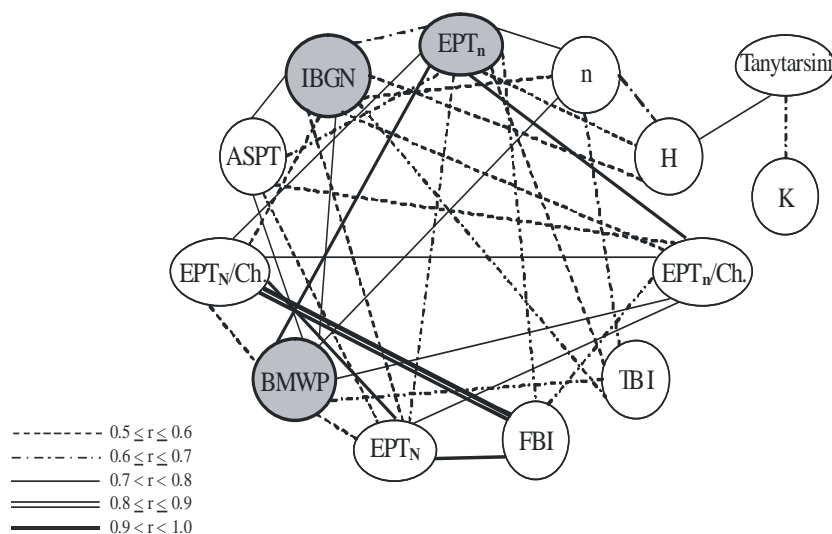 EPTn
IBGN
n
Tanytarsini
ASPT
H
K
EPTN/Ch.
EPTn/Ch.
BMWP
TBI
EPTN
FBI
0.5 ≤ r ≤ 0.6
0.6 ≤ r ≤ 0.7
0.7 < r < 0.8
0.8 ≤ r ≤ 0.9
0.9 < r < 1.0